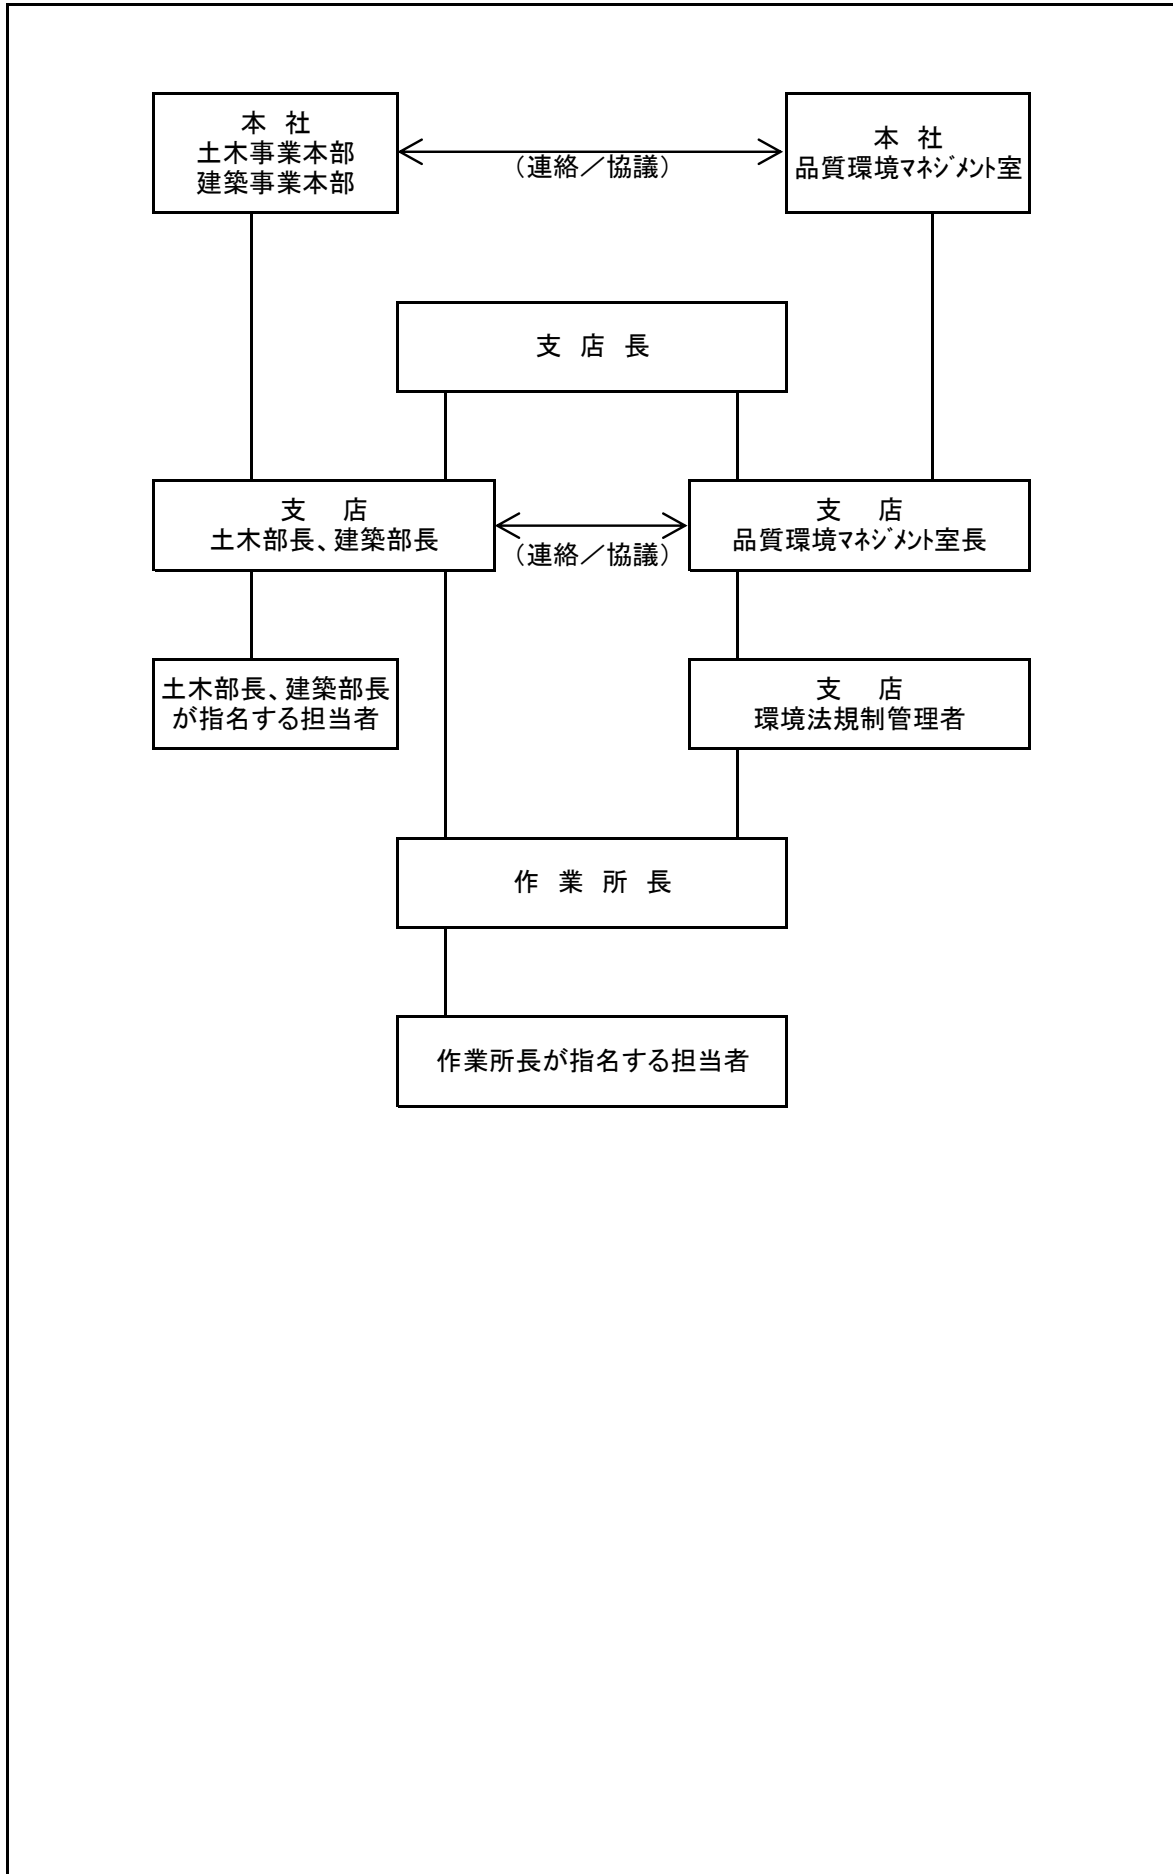 本 社
土木事業本部
建築事業本部
(連絡/協議)
本 社
品質環境ﾏﾈｼﾞﾒﾝﾄ室
支 店 長
支 店
土木部長、建築部長
(連絡/協議)
支 店
品質環境ﾏﾈｼﾞﾒﾝﾄ室長
土木部長、建築部長
が指名する担当者
支 店
環境法規制管理者
作 業 所 長
作業所長が指名する担当者